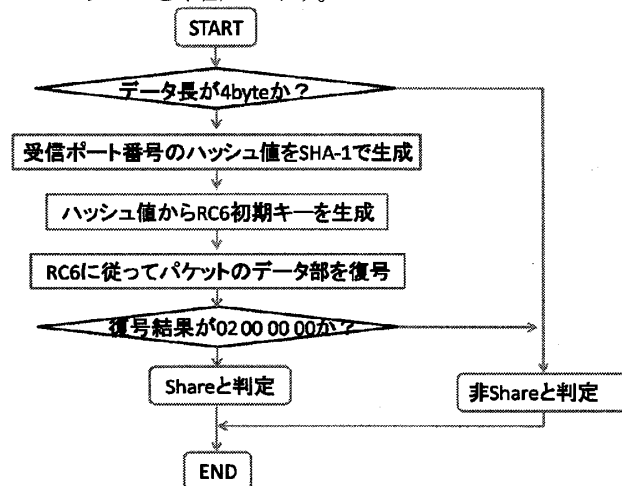 START
データ長が4byteか？
受信ポート番号のハッシュ値をSHA-1で生成
ハッシュ値からRC6初期キーを生成
RC6に従ってパケットのデータ部を復号
復号結果が02 00 00 00か？
Shareと判定
非Shareと判定
END